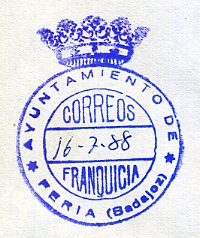 AYUNTAMIENTO DE
CORREOS
16-7-88
FRANQUICIA
FERIA (Badajoz)